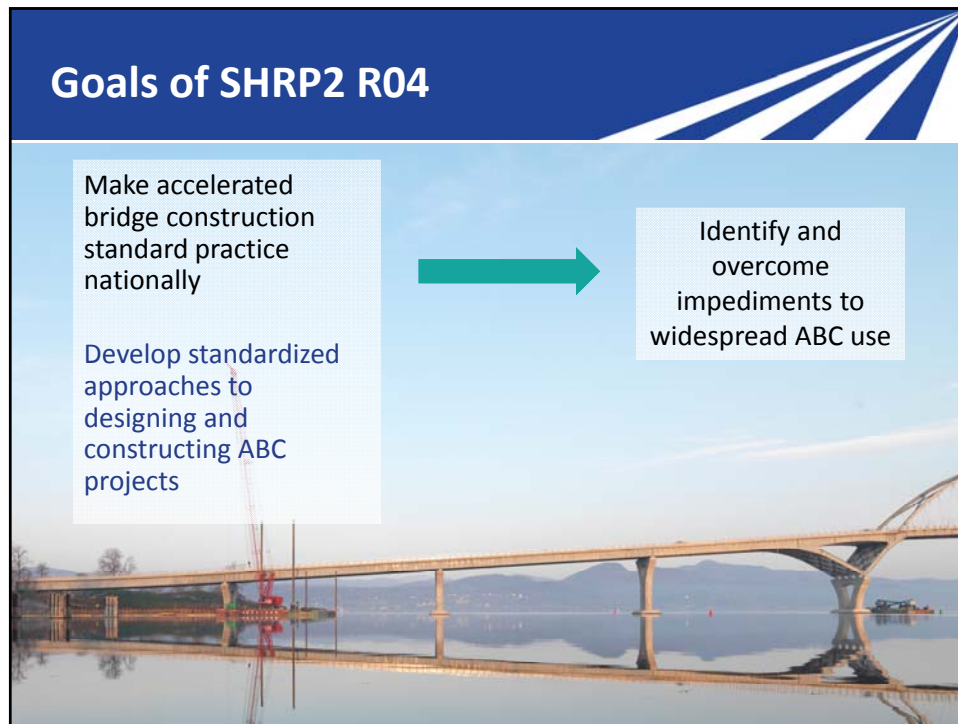 Goals of SHRP2 R04
Make accelerated
bridge construction
standard practice
nationally
Develop standardized
approaches to
designing and
constructing ABC
projects
Identify and
overcome
impediments to
widespread ABC use